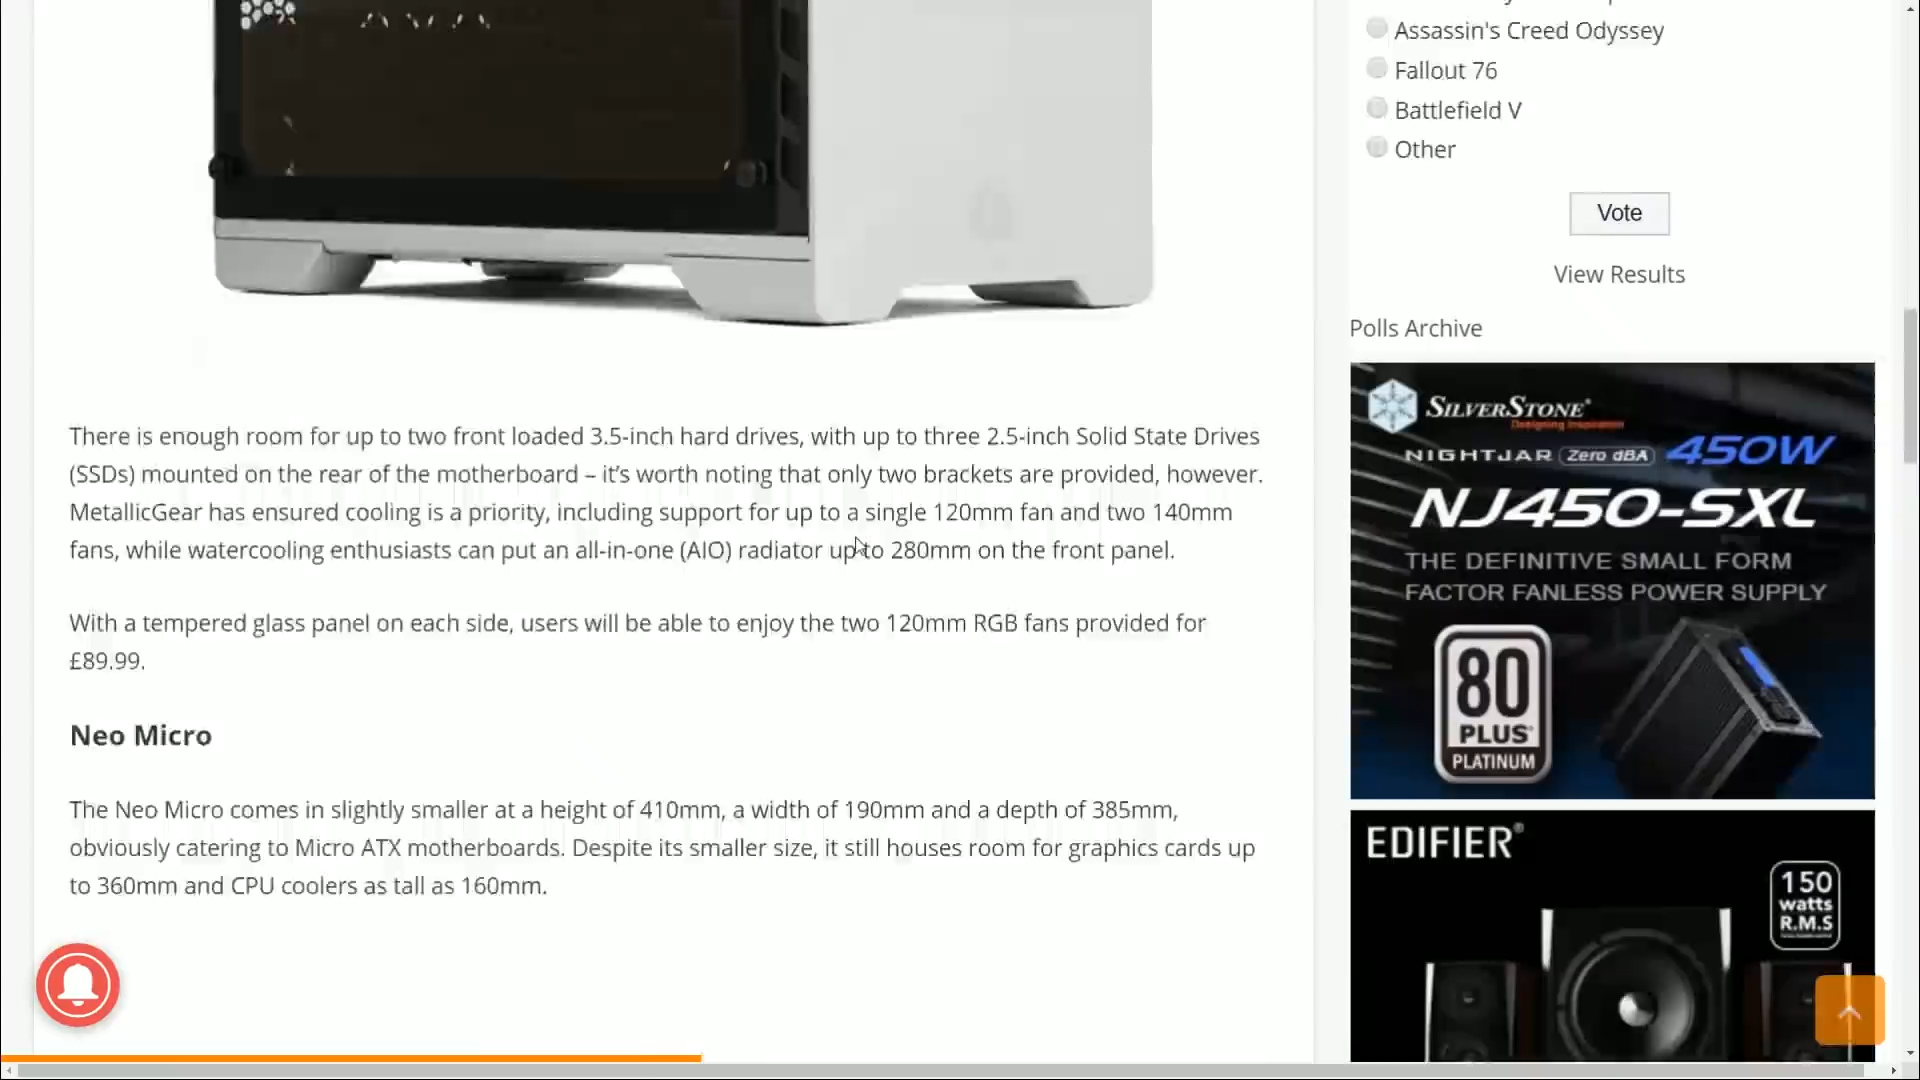 There is enough room for up to two front loaded 3.5-inch hard drives, with up to three 2.5-inch Solid State Drives
(SSDs) mounted on the rear of the motherboard – it’s worth noting that only two brackets are provided, however.
MetallicGear has ensured cooling is a priority, including support for up to a single 120mm fan and two 140mm
fans, while watercooling enthusiasts can put an all-in-one (AIO) radiator up to 280mm on the front panel.
With a tempered glass panel on each side, users will be able to enjoy the two 120mm RGB fans provided for
£89.99.
Neo Micro
The Neo Micro comes in slightly smaller at a height of 410mm, a width of 190mm and a depth of 385mm,
obviously catering to Micro ATX motherboards. Despite its smaller size, it still houses room for graphics cards up
to 360mm and CPU coolers as tall as 160mm.
Assassin's Creed Odyssey
Fallout 76
Battlefield V
Other
Vote
View Results
Polls Archive
SILVERSTONE®
Designing Inspiration
NIGHTJAR Zero dBA 450W
NJ450-SXL
THE DEFINITIVE SMALL FORM
FACTOR FANLESS POWER SUPPLY
80
PLUS®
PLATINUM
EDIFIER®
150
watts
R.M.S